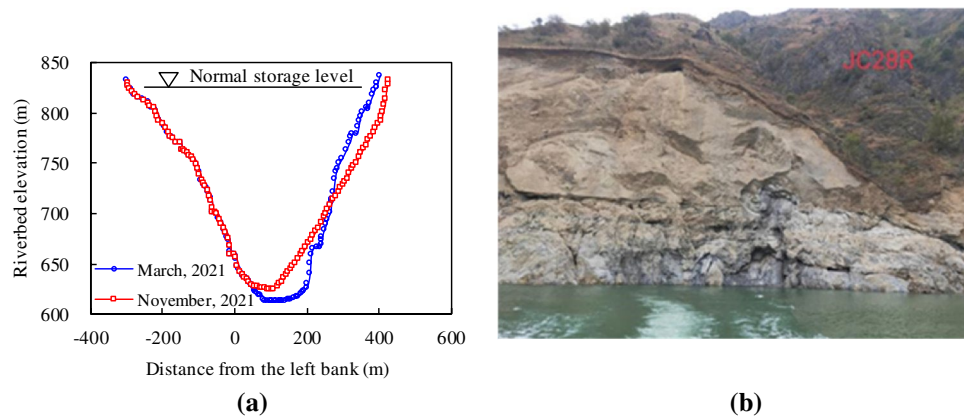 850
800
750
700
650
600
Riverbed elevation (m)
Normal storage level
March, 2021
November, 2021
-400
-200
0
200
400
600
Distance from the left bank (m)
(a)
JC28R
(b)